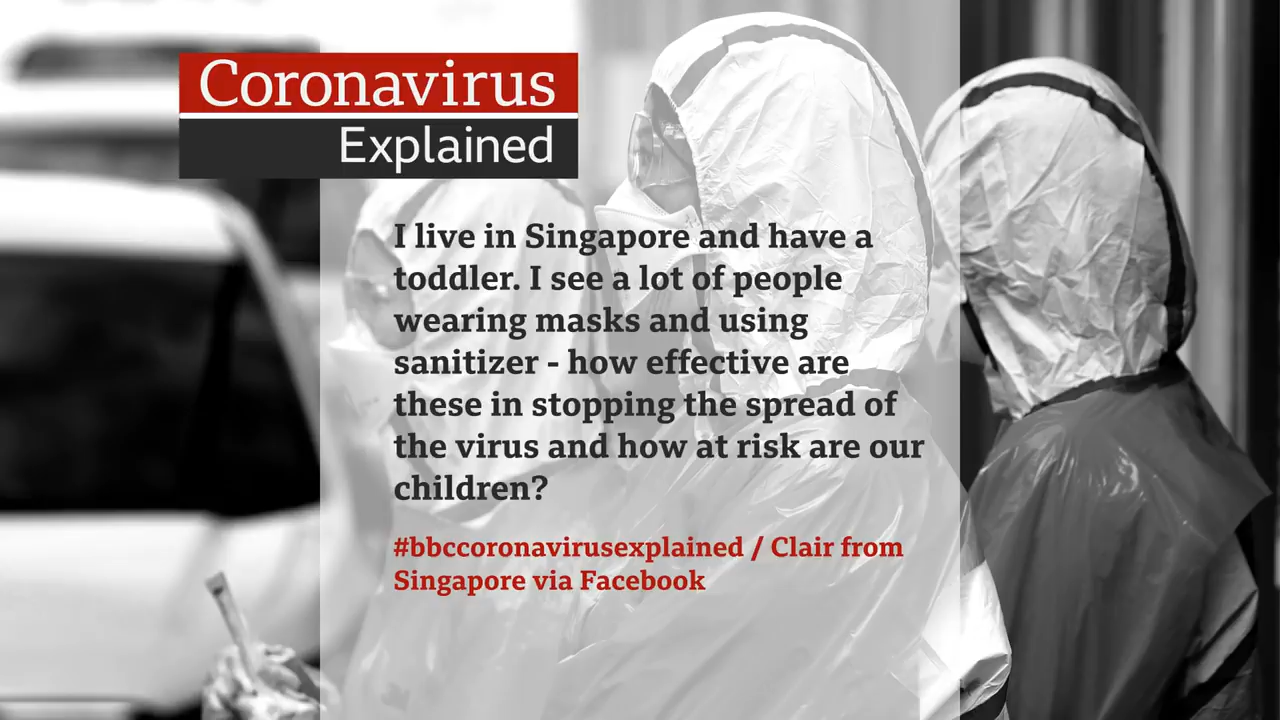 Coronavirus
Explained
I live in Singapore and have a
toddler. I see a lot of people
wearing masks and using
sanitizer - how effective are
these in stopping the spread of
the virus and how at risk are our
children?
#bbccoronavirusexplained / Clair from
Singapore via Facebook